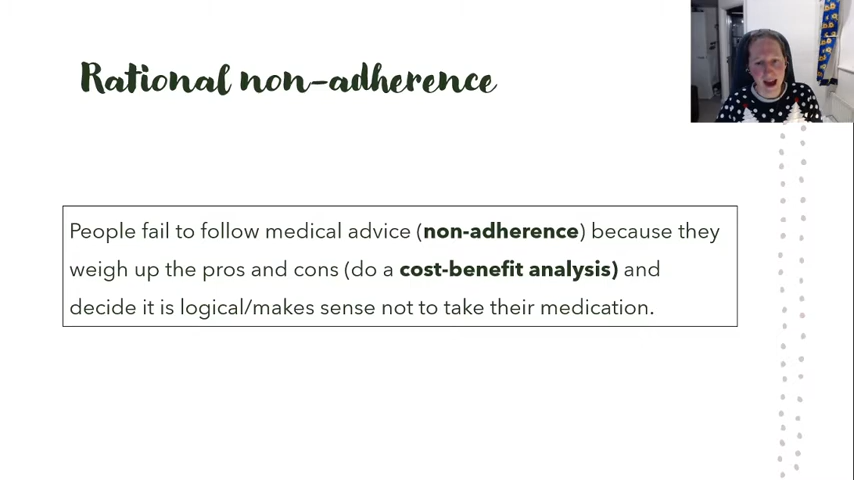 Rational non-adherence
People fail to follow medical advice (non-adherence) because they
weigh up the pros and cons (do a cost-benefit analysis) and
decide it is logical/makes sense not to take their medication.